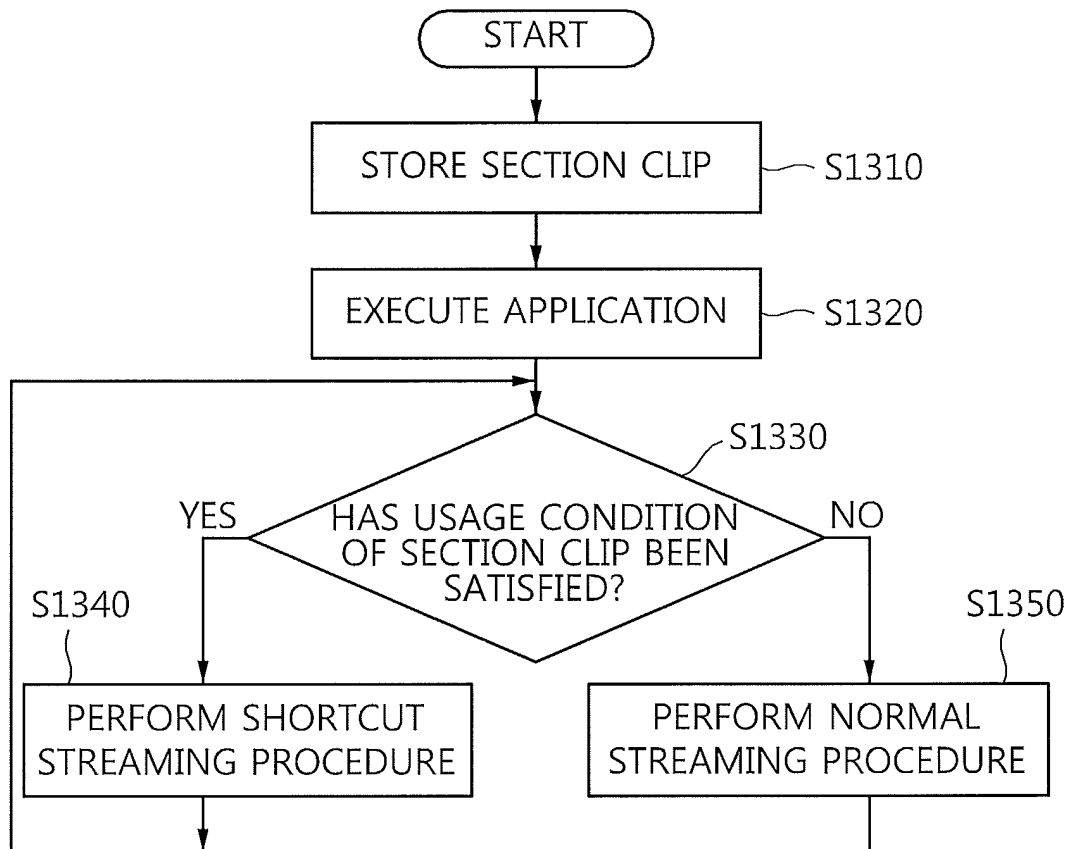 START
STORE SECTION CLIP
S1310
EXECUTE APPLICATION
S1320
S1330
YES
HAS USAGE CONDITION
OF SECTION CLIP BEEN
SATISFIED?
NO
S1340
S1350
PERFORM SHORTCUT
STREAMING PROCEDURE
PERFORM NORMAL
STREAMING PROCEDURE